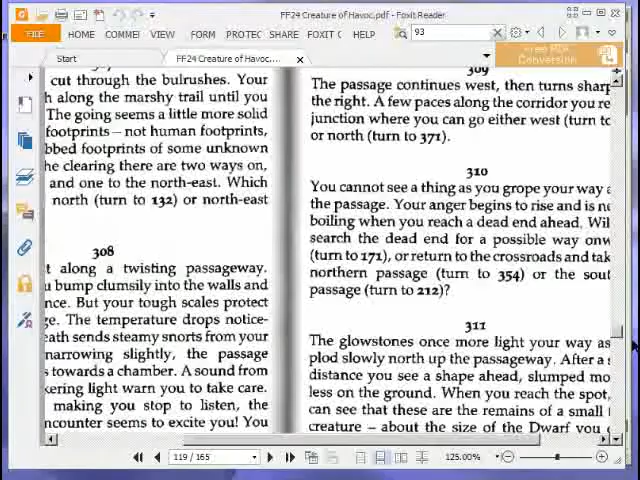 FF24 Creature of Havoc.pdf - Foxit Reader
FILE HOME COMMEI VIEW FORM PROTEC SHARE FOXIT C HELP 93
Start FF24 Creature of Havoc.pdf,... Free PDF Conversion
cut through the bulrushes. Your
h along the marshy trail until you
The going seems a little more solid
footprints – not human footprints,
bbed footprints of some unknown
he clearing there are two ways on,
and one to the north-east. Which
north (turn to 132) or north-east
308
t along a twisting passageway.
u bump clumsily into the walls and
nce. But your tough scales protect
ge. The temperature drops notice-
eath sends steamy snorts from your
narrowing slightly, the passage
s towards a chamber. A sound from
kering light warn you to take care.
making you stop to listen, the
ncounter seems to excite you! You
309
The passage continues west, then turns sharp
the right. A few paces along the corridor you re
junction where you can go either west (turn to
or north (turn to 371).
310
You cannot see a thing as you grope your way a
the passage. Your anger begins to rise and is ne
boiling when you reach a dead end ahead. Wil
search the dead end for a possible way onw
(turn to 171), or return to the crossroads and tak
northern passage (turn to 354) or the sout
passage (turn to 212)?
311
The glowstones once more light your way as
plod slowly north up the passageway. After a s
distance you see a shape ahead, slumped mo
less on the ground. When you reach the spot,
can see that these are the remains of a small
creature – about the size of the Dwarf you
119 / 165 125.00%